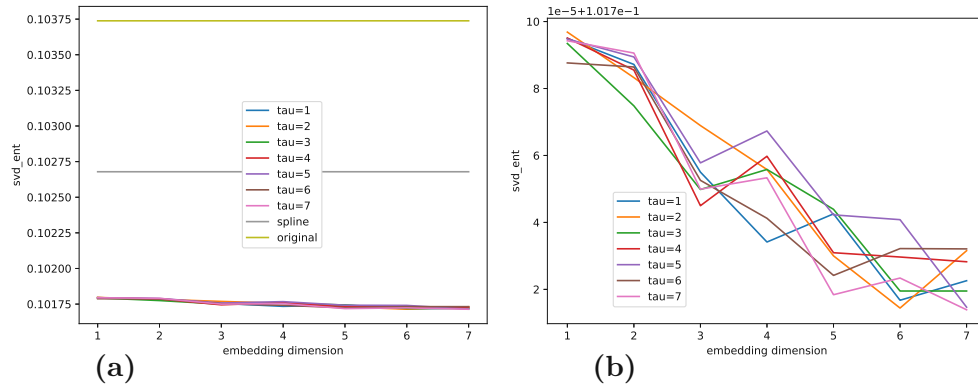 0.10375
0.10350
0.10325
0.10300
0.10275
0.10250
0.10225
0.10200
0.10175
svd_ent
tau=1
tau=2
tau=3
tau=4
tau=5
tau=6
tau=7
spline
original
1 2 3 4 5 6 7
embedding dimension
(a)
1e-5+1.017e-1
10
8
6
4
2
svd_ent
tau=1
tau=2
tau=3
tau=4
tau=5
tau=6
tau=7
1 2 3 4 5 6 7
embedding dimension
(b)